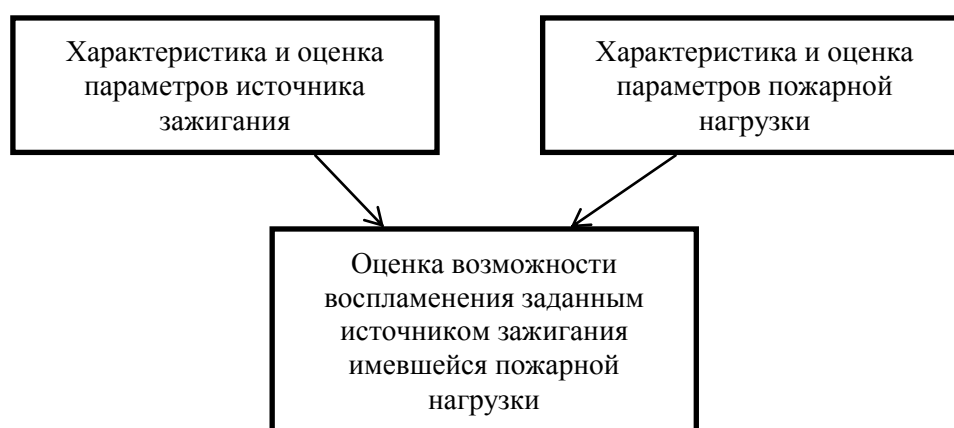 Характеристика и оценка
параметров источника
зажигания
Характеристика и оценка
параметров пожарной
нагрузки
Оценка возможности
воспламенения заданным
источником зажигания
имевшейся пожарной
нагрузки